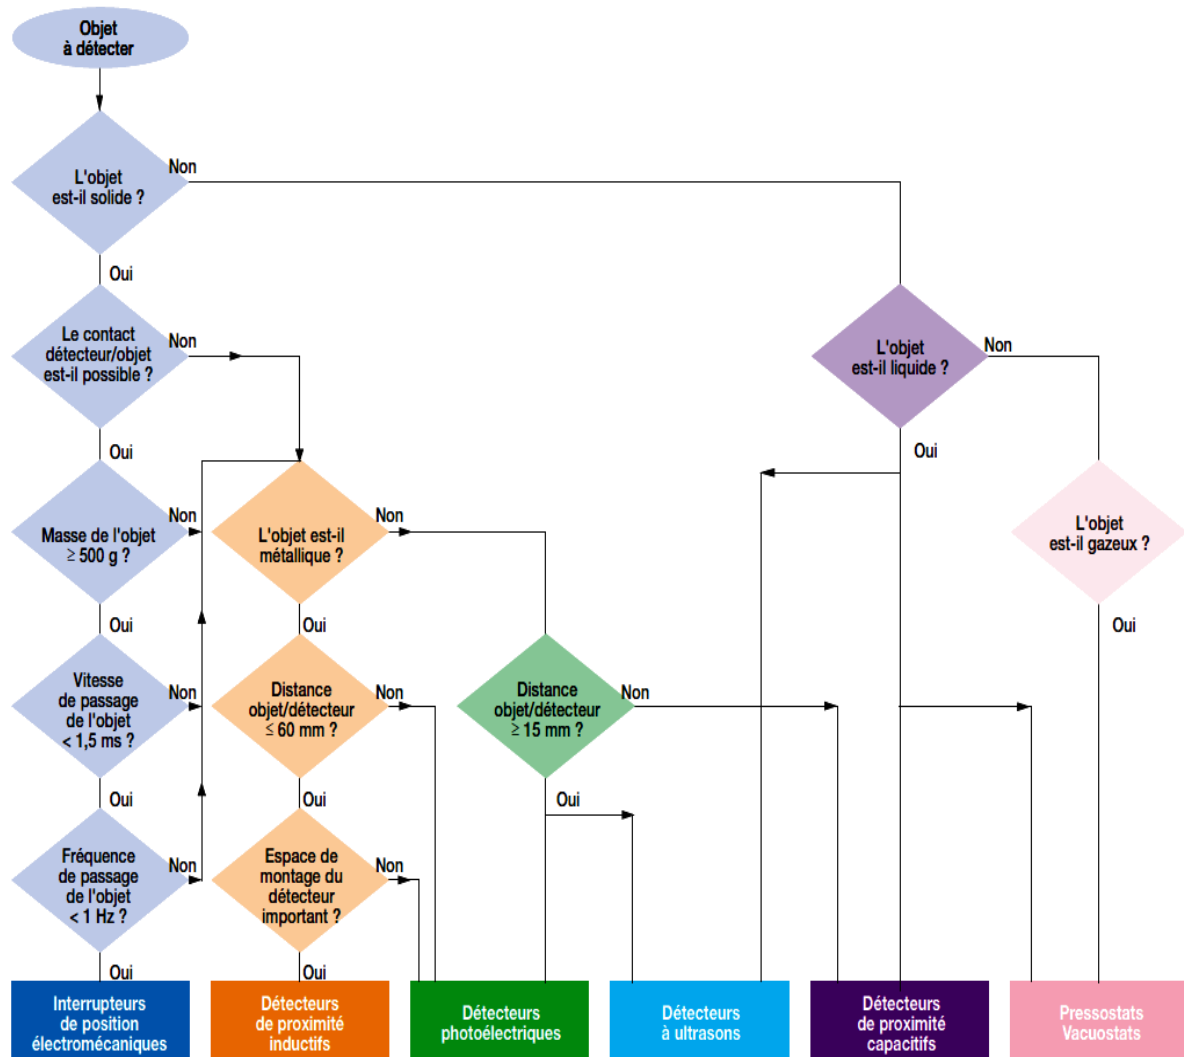 Objet
à détecter
L'objet
est-il solide ?
Non
Oui
Le contact
détecteur/objet
est-il possible ?
Non
Oui
L'objet
est-il liquide ?
Non
Oui
Masse de l'objet
≥ 500 g ?
Non
Oui
L'objet est-il
métallique ?
Non
Oui
L'objet
est-il gazeux ?
Oui
Vitesse
de passage
de l'objet
< 1,5 ms ?
Non
Oui
Distance
objet/détecteur
≤ 60 mm ?
Non
Oui
Distance
objet/détecteur
≥ 15 mm ?
Non
Oui
Fréquence
de passage
de l'objet
< 1 Hz ?
Non
Oui
Espace de
montage du
détecteur
important ?
Non
Oui
Interrupteurs
de position
électromécaniques
Détecteurs
de proximité
inductifs
Détecteurs
photoélectriques
Détecteurs
à ultrasons
Détecteurs
de proximité
capacitifs
Pressostats
Vacuostats